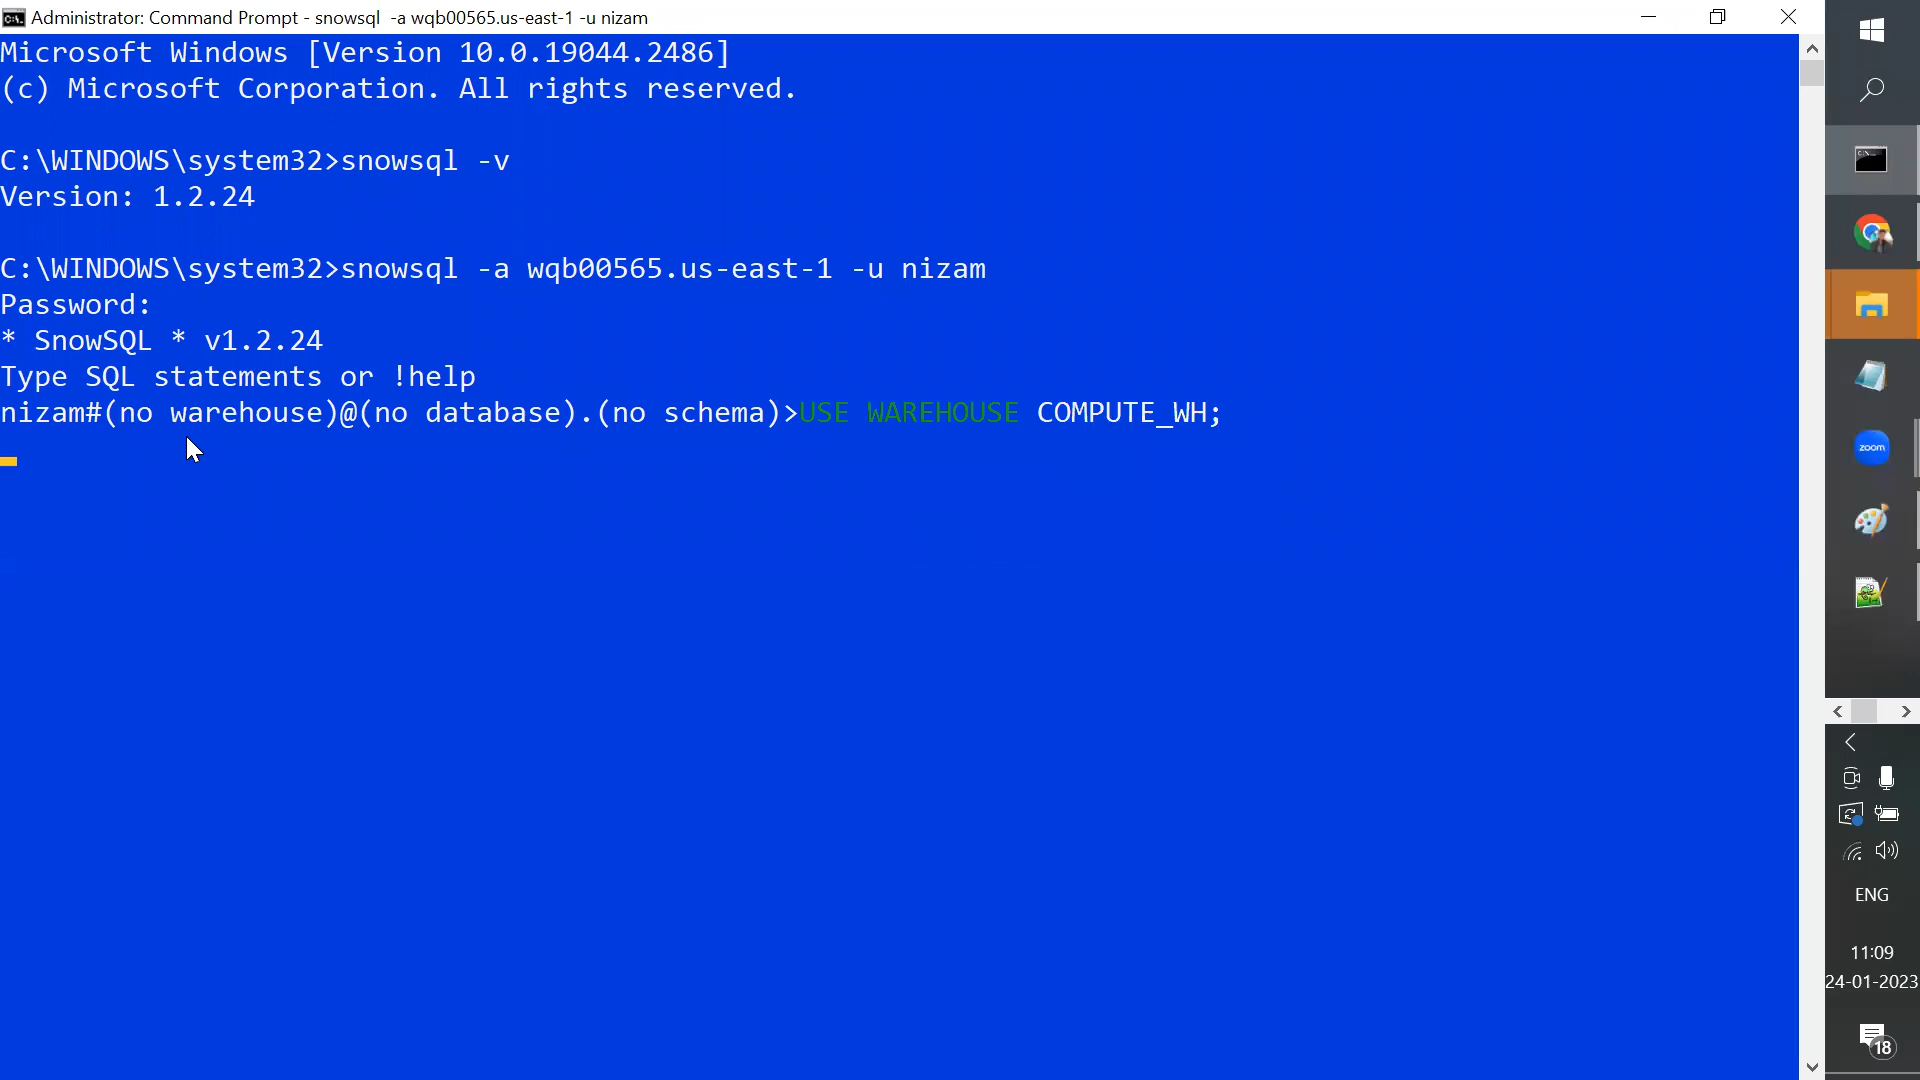 Administrator: Command Prompt - snowsql  -a wqb00565.us-east-1 -u nizam
Microsoft Windows [Version 10.0.19044.2486]
(c) Microsoft Corporation. All rights reserved.
C:\WINDOWS\system32>snowsql -v
Version: 1.2.24
C:\WINDOWS\system32>snowsql -a wqb00565.us-east-1 -u nizam
Password:
* SnowSQL * v1.2.24
Type SQL statements or !help
nizam#(no warehouse)@(no database).(no schema)>USE WAREHOUSE COMPUTE_WH;
zoom
ENG
11:09
24-01-2023
18